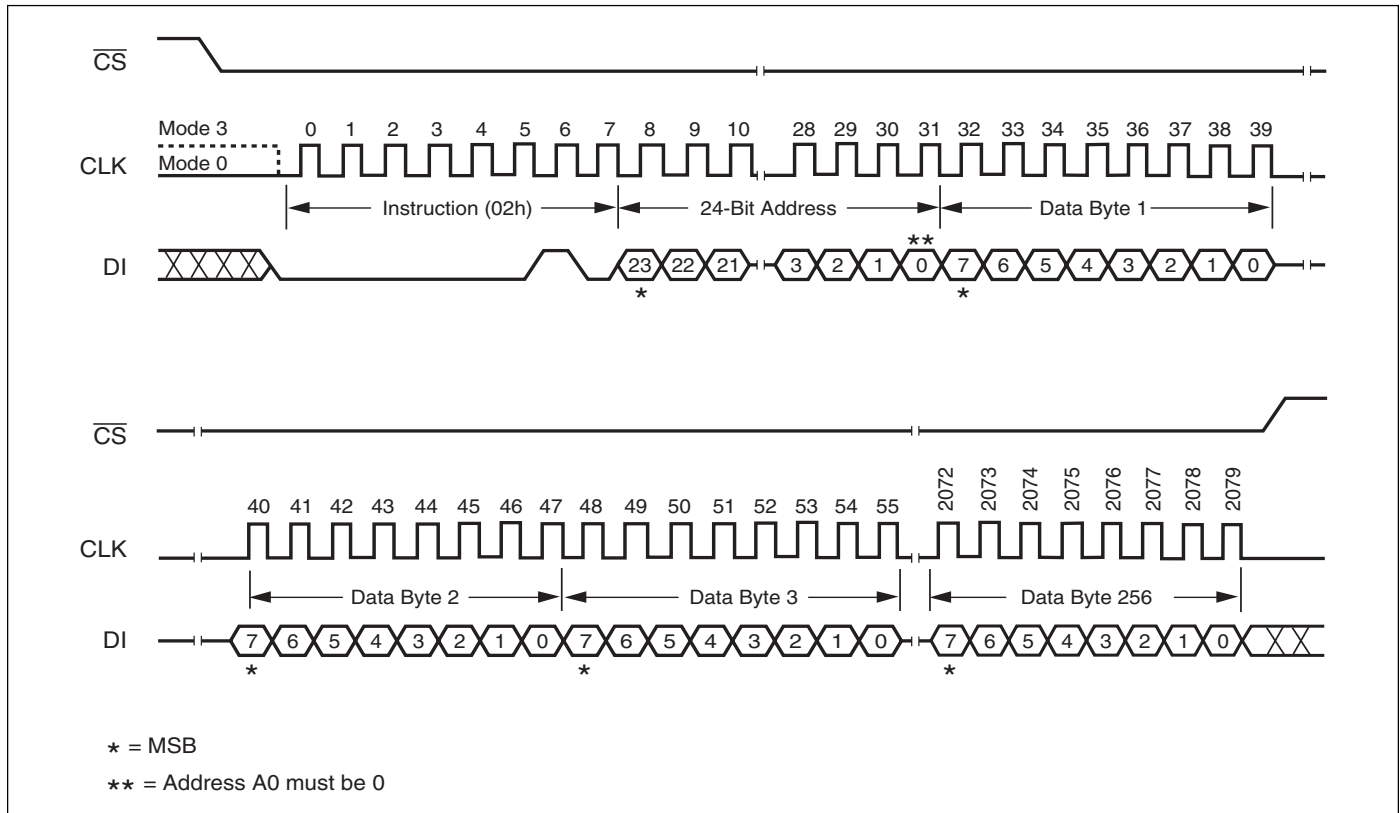 CS
Mode 3
0 1 2 3 4 5 6 7 8 9 10 28 29 30 31 32 33 34 35 36 37 38 39
CLK
Mode 0
Instruction (02h) 24-Bit Address Data Byte 1
**
DI
23 22 21 3 2 1 0 7 6 5 4 3 2 1 0
* *
CS
40 41 42 43 44 45 46 47 48 49 50 51 52 53 54 55 2072 2073 2074 2075 2076 2077 2078 2079
CLK
Data Byte 2 Data Byte 3 Data Byte 256
DI
7 6 5 4 3 2 1 0 7 6 5 4 3 2 1 0 7 6 5 4 3 2 1 0
* * *
* = MSB
** = Address A0 must be 0